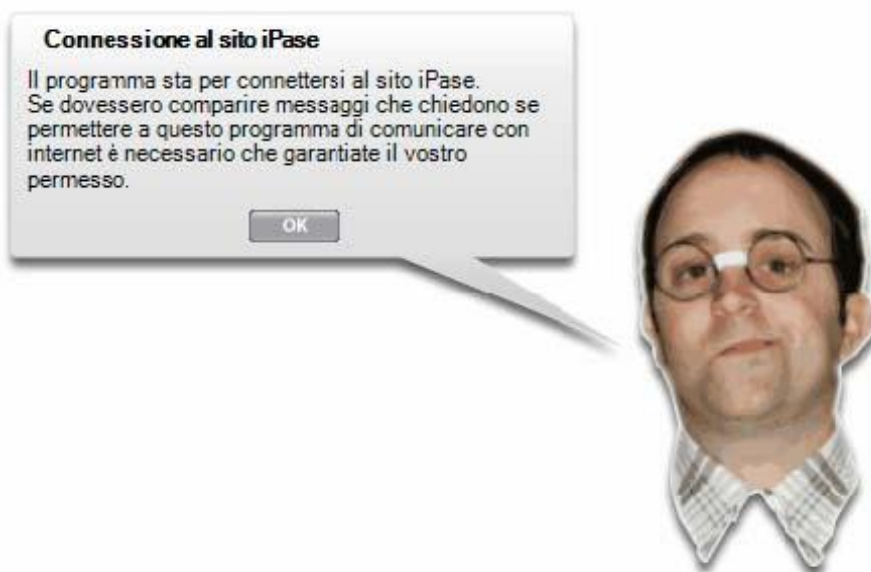 Connessione al sito iPase
Il programma sta per connettersi al sito iPase.
Se dovessero comparire messaggi che chiedono se
permettere a questo programma di comunicare con
internet è necessario che garantiate il vostro
permesso.
OK